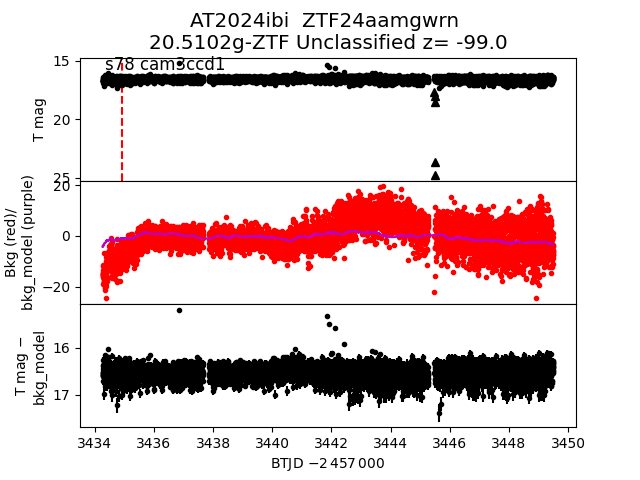 AT2024ibi  ZTF24aamgwrn
20.5102g-ZTF Unclassified z= -99.0
s78 cam3ccd1
15
20
25
T mag
20
0
−20
Bkg (red)/
bkg_model (purple)
16
17
T mag −
bkg_model
3434 3436 3438 3440 3442 3444 3446 3448 3450
BTJD −2 457 000